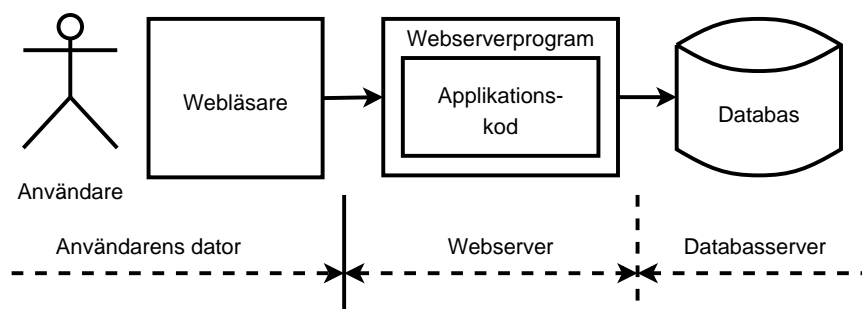 Webserverprogram
Webläsare
Applikations-
kod
Databas
Användare
Användarens dator
Webserver
Databasserver